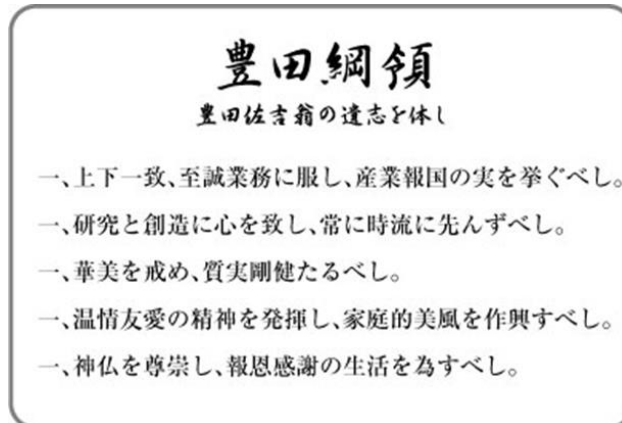 豊田綱領
豊田佐吉翁の遺志を体し
一、上下一致、至誠業務に服し、産業報国の実を挙ぐべし。
一、研究と創造に心を致し、常に時流に先んずべし。
一、華美を戒め、質実剛健たるべし。
一、温情友愛の精神を発揮し、家庭的美風を作興すべし。
一、神仏を尊崇し、報恩感謝の生活を為すべし。